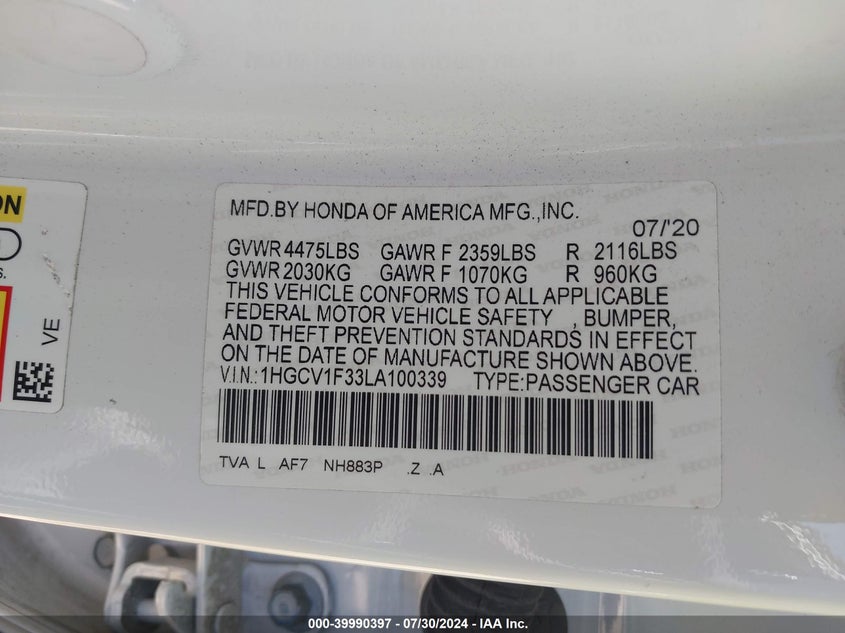 ON
S.
VE
MFD.BY HONDA OF AMERICA MFG.,INC.
07/'20
GVWR 4475LBS GAWR F 2359LBS R 2116LBS
GVWR 2030KG GAWR F 1070KG R 960KG
THIS VEHICLE CONFORMS TO ALL APPLICABLE
FEDERAL MOTOR VEHICLE SAFETY , BUMPER,
AND THEFT PREVENTION STANDARDS IN EFFECT
ON THE DATE OF MANUFACTURE SHOWN ABOVE.
V.I.N.:1HGCV1F33LA100339 TYPE:PASSENGER CAR
TVA L AF7 NH883P .Z .A
000-39990397 - 07/30/2024 - IAA Inc.